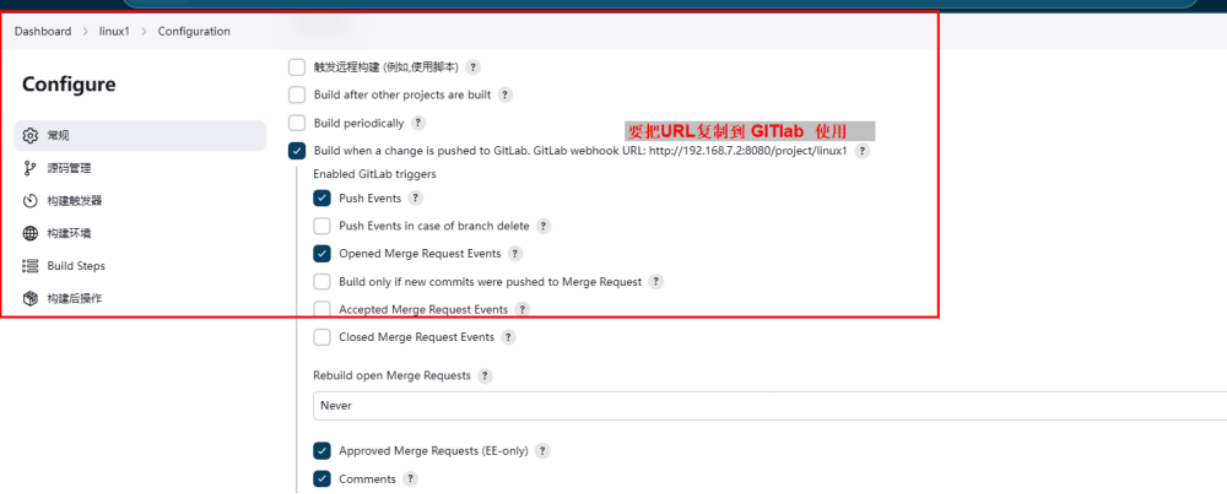 Dashboard > linux1 > Configuration
Configure
常规
源码管理
构建触发器
构建环境
Build Steps
构建后操作
触发远程构建 (例如,使用脚本) ?
Build after other projects are built ?
Build periodically ?
要把URL复制到 GITlab 使用
Build when a change is pushed to GitLab. GitLab webhook URL: http://192.168.7.2:8080/project/linux1 ?
Enabled GitLab triggers
Push Events ?
Push Events in case of branch delete ?
Opened Merge Request Events ?
Build only if new commits were pushed to Merge Request ?
Accepted Merge Request Events ?
Closed Merge Request Events ?
Rebuild open Merge Requests ?
Never
Approved Merge Requests (EE-only) ?
Comments ?